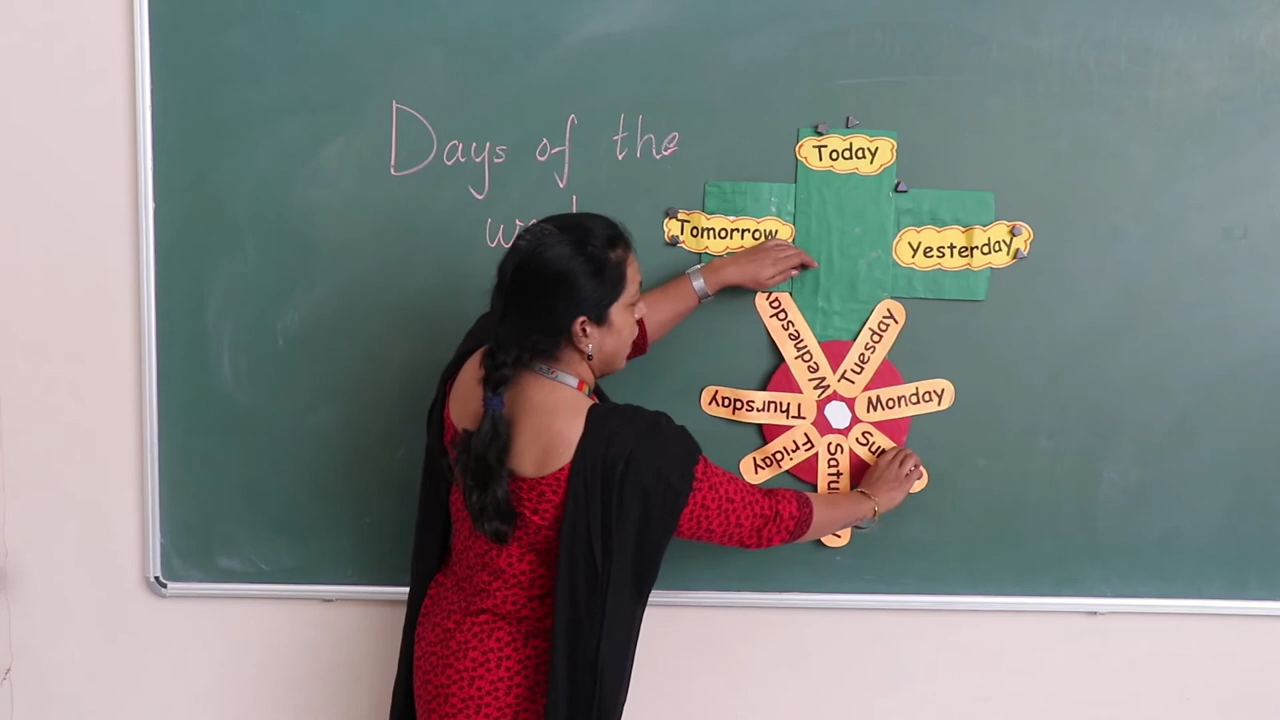 Days of the
Today
Tomorrow
Yesterday
Wednesday
Tuesday
Thursday
Monday
Friday